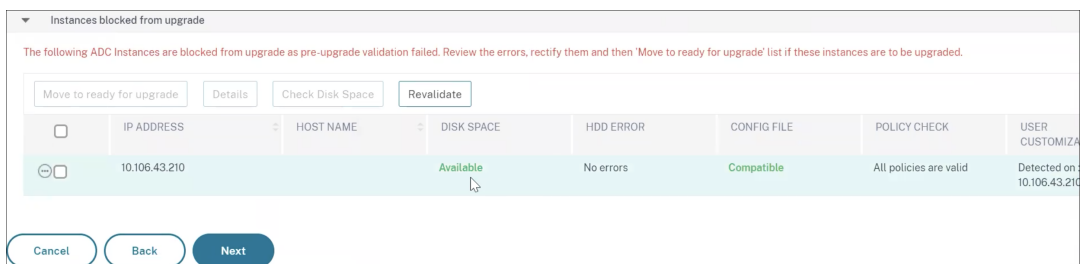 Instances blocked from upgrade
The following ADC Instances are blocked from upgrade as pre-upgrade validation failed. Review the errors, rectify them and then 'Move to ready for upgrade' list if these instances are to be upgraded.
Move to ready for upgrade Details Check Disk Space Revalidate
IP ADDRESS HOST NAME DISK SPACE HDD ERROR CONFIG FILE POLICY CHECK USER
CUSTOMIZA
10.106.43.210 Available No errors Compatible All policies are valid Detected on :
10.106.43.210
Cancel Back Next